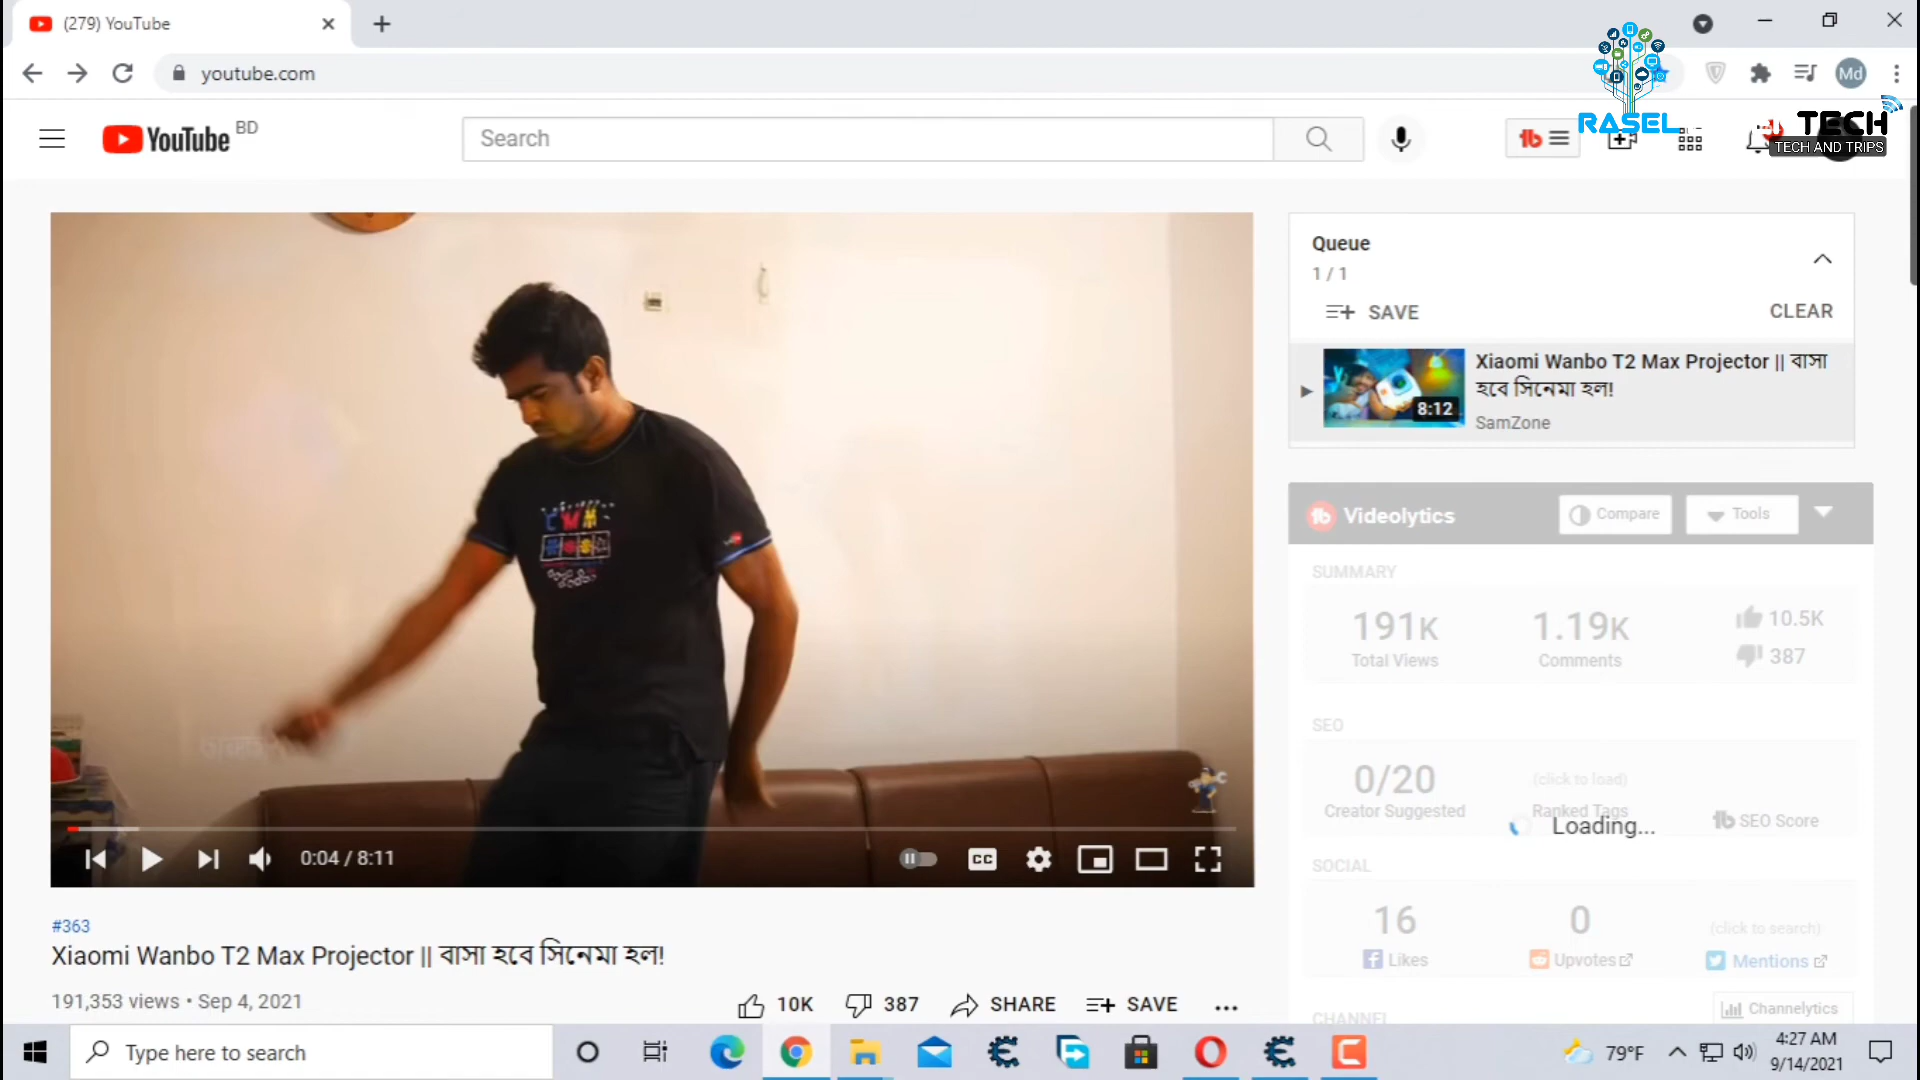 (279) YouTube
youtube.com
Md
RASEL TECH
TECH AND TRIPS
YouTube BD
Search
Queue
1 / 1
SAVE
CLEAR
Xiaomi Wanbo T2 Max Projector || বাসা
হবে সিনেমা হল!
8:12
SamZone
Videolytics
Compare
Tools
SUMMARY
191K
1.19K
10.5K
Total Views
Comments
387
SEO
0/20
(click to load)
Creator Suggested
Ranked Tags
SEO Score
Loading...
SOCIAL
16
0
(click to search)
Likes
Upvotes
Mentions
Channelytics
CHANNEL
0:04 / 8:11
CC
#363
Xiaomi Wanbo T2 Max Projector || বাসা হবে সিনেমা হল!
191,353 views • Sep 4, 2021
10K
387
SHARE
SAVE
Type here to search
79°F
4:27 AM
9/14/2021